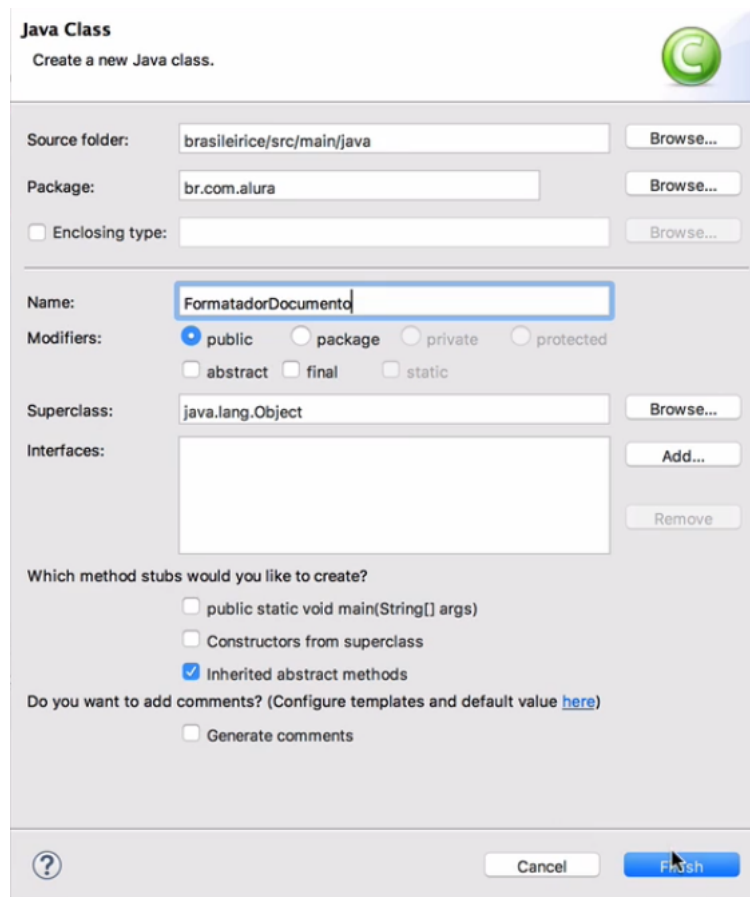 Java Class
Create a new Java class.
C
Source folder: brasileirice/src/main/java Browse...
Package: br.com.alura Browse...
Enclosing type: Browse...
Name: FormatadorDocumento
Modifiers: public package private protected
abstract final static
Superclass: java.lang.Object Browse...
Interfaces: Add...
Remove
Which method stubs would you like to create?
public static void main(String[] args)
Constructors from superclass
Inherited abstract methods
Do you want to add comments? (Configure templates and default value here)
Generate comments
? Cancel Finish